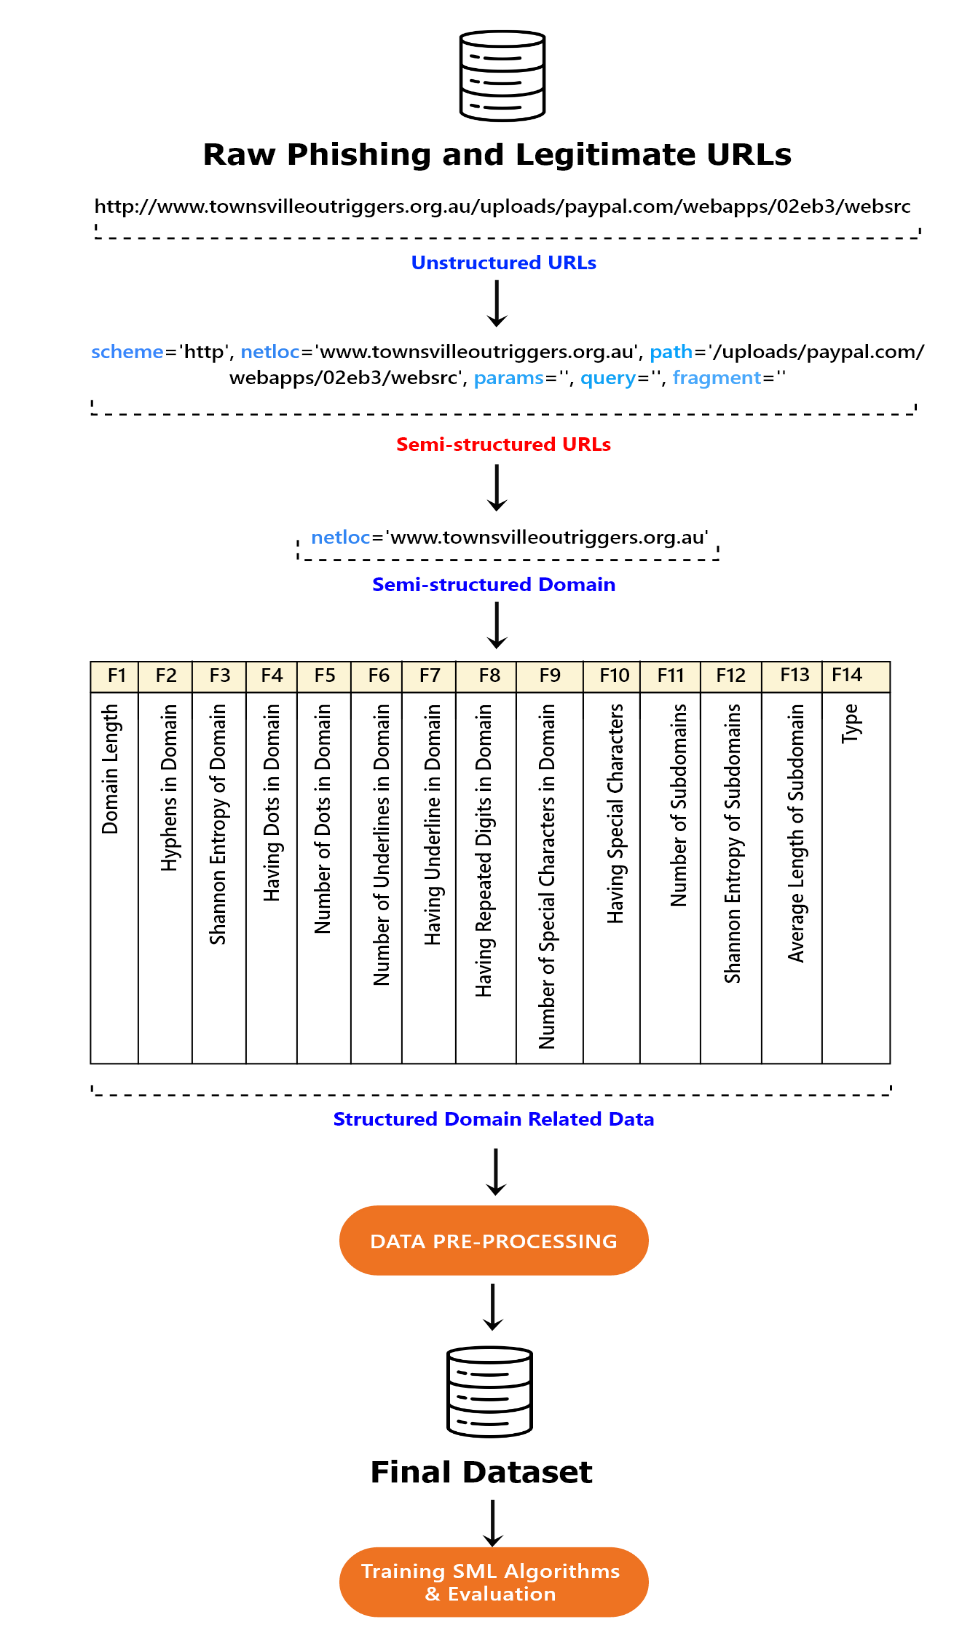 Raw Phishing and Legitimate URLs
http://www.townsvilleoutriggers.org.au/uploads/paypal.com/webapps/02eb3/websrc
Unstructured URLs
scheme='http', netloc='www.townsvilleoutriggers.org.au', path='/uploads/paypal.com/
webapps/02eb3/websrc', params='', query='', fragment=''
Semi-structured URLs
netloc='www.townsvilleoutriggers.org.au'
Semi-structured Domain
F1 F2 F3 F4 F5 F6 F7 F8 F9 F10 F11 F12 F13 F14
Domain Length
Hyphens in Domain
Shannon Entropy of Domain
Having Dots in Domain
Number of Dots in Domain
Number of Underlines in Domain
Having Underline in Domain
Having Repeated Digits in Domain
Number of Special Characters in Domain
Having Special Characters
Number of Subdomains
Shannon Entropy of Subdomains
Average Length of Subdomain
Type
Structured Domain Related Data
DATA PRE-PROCESSING
Final Dataset
Training SML Algorithms
& Evaluation